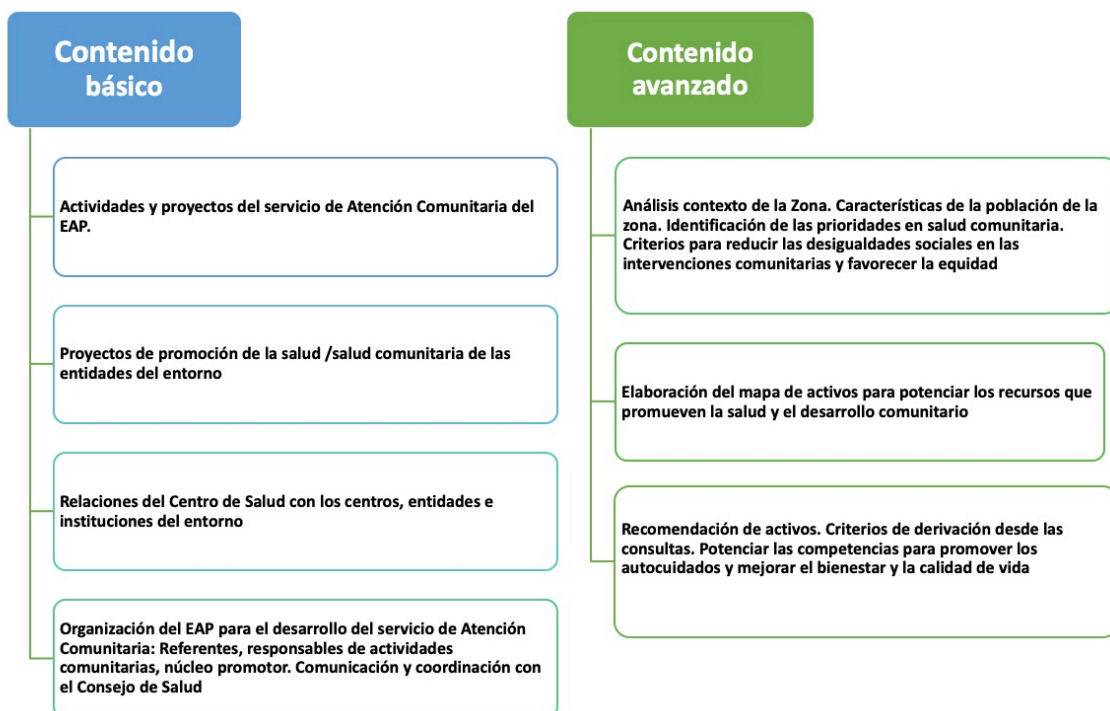 Contenido
básico
Actividades y proyectos del servicio de Atención Comunitaria del
EAP.
Proyectos de promoción de la salud /salud comunitaria de las
entidades del entorno
Relaciones del Centro de Salud con los centros, entidades e
instituciones del entorno
Organización del EAP para el desarrollo del servicio de Atención
Comunitaria: Referentes, responsables de actividades
comunitarias, núcleo promotor. Comunicación y coordinación con
el Consejo de Salud
Contenido
avanzado
Análisis contexto de la Zona. Características de la población de la
zona. Identificación de las prioridades en salud comunitaria.
Criterios para reducir las desigualdades sociales en las
intervenciones comunitarias y favorecer la equidad
Elaboración del mapa de activos para potenciar los recursos que
promueven la salud y el desarrollo comunitario
Recomendación de activos. Criterios de derivación desde las
consultas. Potenciar las competencias para promover los
autocuidados y mejorar el bienestar y la calidad de vida